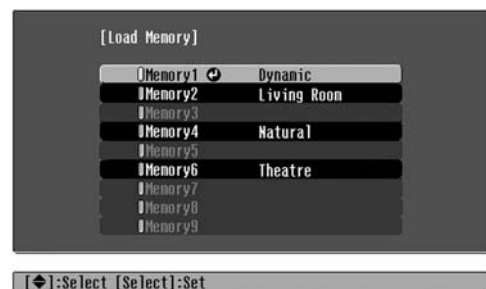 [Load Memory]
Memory1 Dynamic
Memory2 Living Room
Memory3
Memory4 Natural
Memory5
Memory6 Theatre
Memory7
Memory8
Memory9
[◆]:Select [Select]:Set